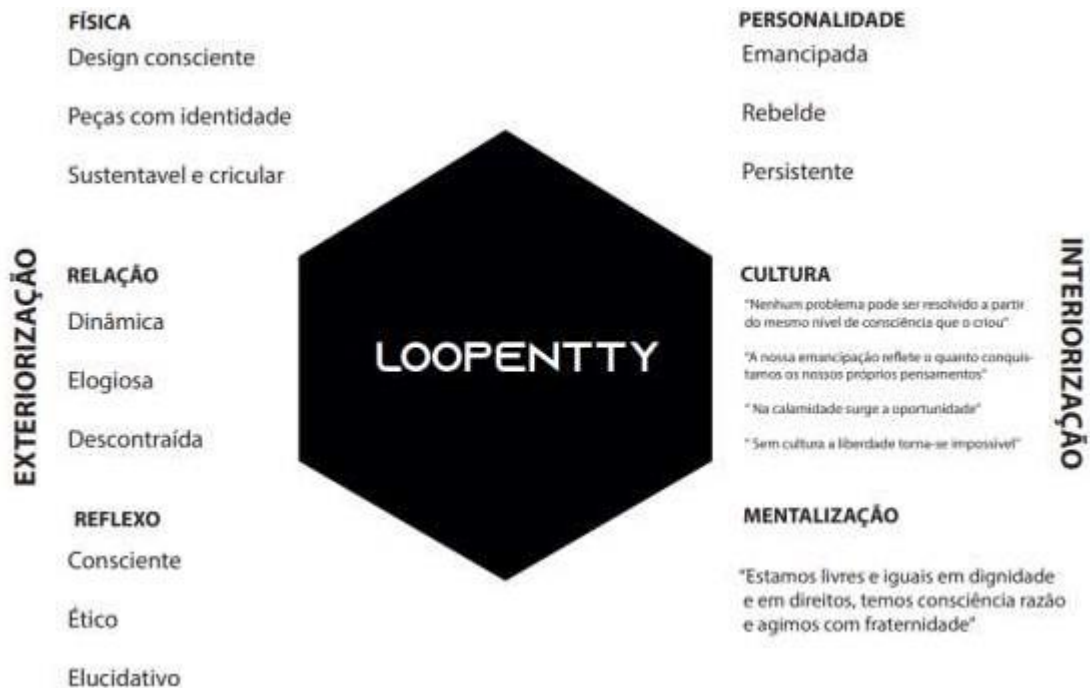 FÍSICA
Design consciente
Peças com identidade
Sustentavel e cricular
EXTERIORIZAÇÃO
RELAÇÃO
Dinâmica
Elogiosa
Descontraída
REFLEXO
Consciente
Ético
Elucidativo
LOOPENTTY
PERSONALIDADE
Emancipada
Rebelde
Persistente
CULTURA
"Nenhum problema pode ser resolvido a partir
do mesmo nível de consciência que o criou"
"A nossa emancipação reflete o quanto conquis-
tamos os nossos próprios pensamentos"
" Na calamidade surge a oportunidade"
" Sem cultura a liberdade torna-se impossível"
INTERIORIZAÇÃO
MENTALIZAÇÃO
"Estamos livres e iguais em dignidade
e em direitos, temos consciência razão
e agimos com fraternidade"